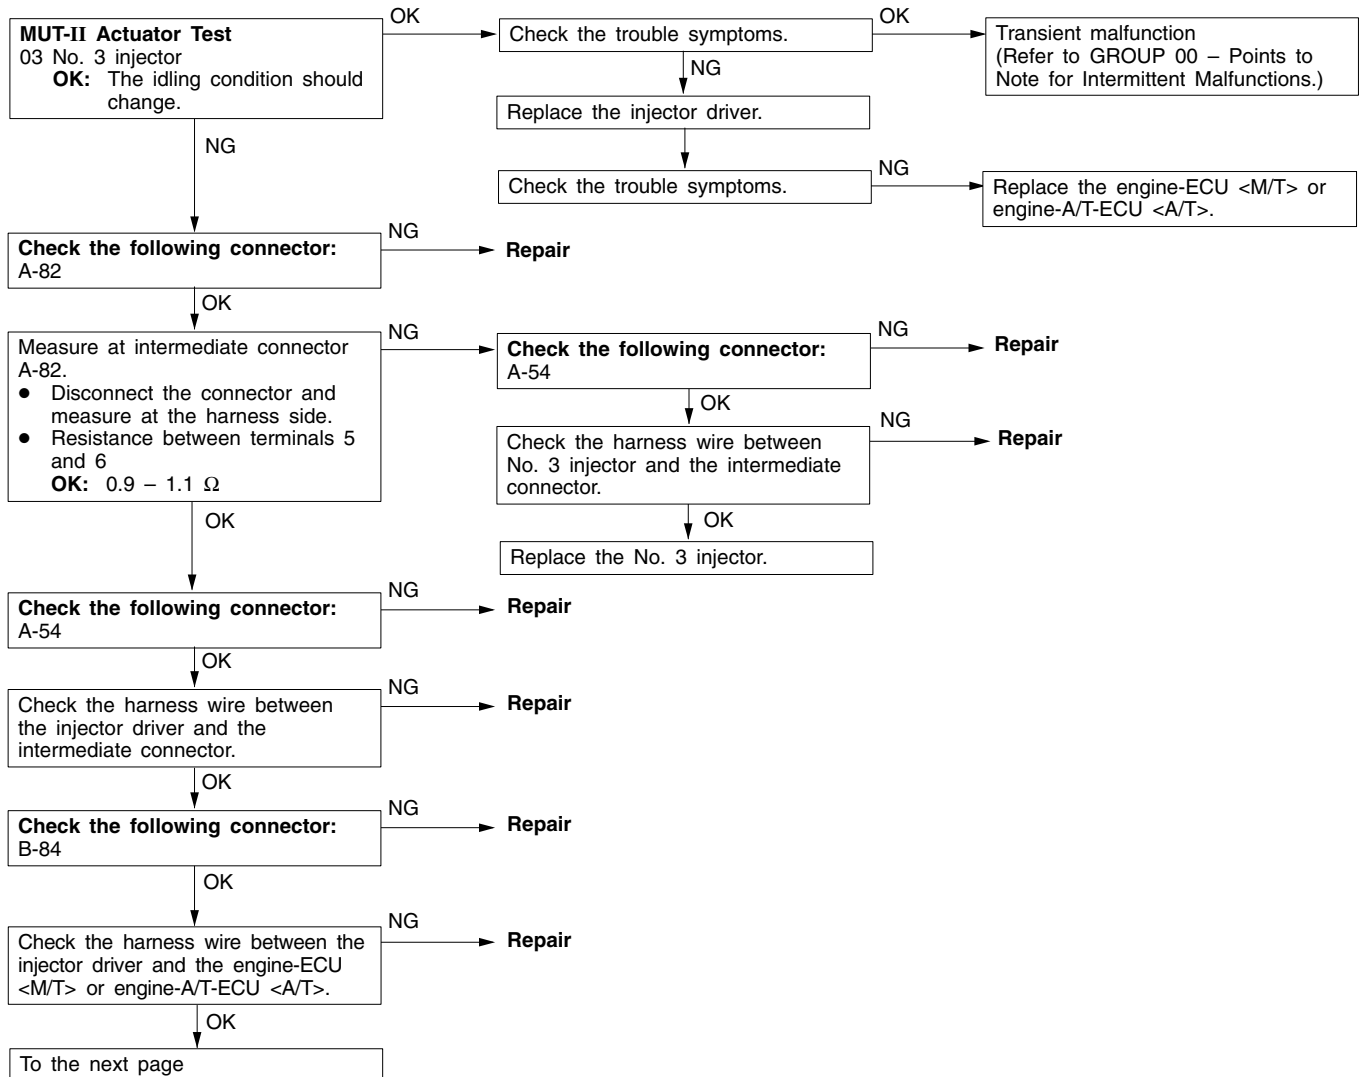 MUT-II Actuator Test
03 No. 3 injector
OK: The idling condition should
change.
OK
Check the trouble symptoms.
OK
Transient malfunction
(Refer to GROUP 00 – Points to
Note for Intermittent Malfunctions.)
NG
Replace the injector driver.
Check the trouble symptoms.
NG
Replace the engine-ECU <M/T> or
engine-A/T-ECU <A/T>.
NG
Check the following connector:
A-82
NG
Repair
OK
Measure at intermediate connector
A-82.
● Disconnect the connector and
measure at the harness side.
● Resistance between terminals 5
and 6
OK: 0.9 – 1.1 Ω
NG
Check the following connector:
A-54
NG
Repair
OK
Check the harness wire between
No. 3 injector and the intermediate
connector.
NG
Repair
OK
Replace the No. 3 injector.
OK
Check the following connector:
A-54
NG
Repair
OK
Check the harness wire between
the injector driver and the
intermediate connector.
NG
Repair
OK
Check the following connector:
B-84
NG
Repair
OK
Check the harness wire between the
injector driver and the engine-ECU
<M/T> or engine-A/T-ECU <A/T>.
NG
Repair
OK
To the next page